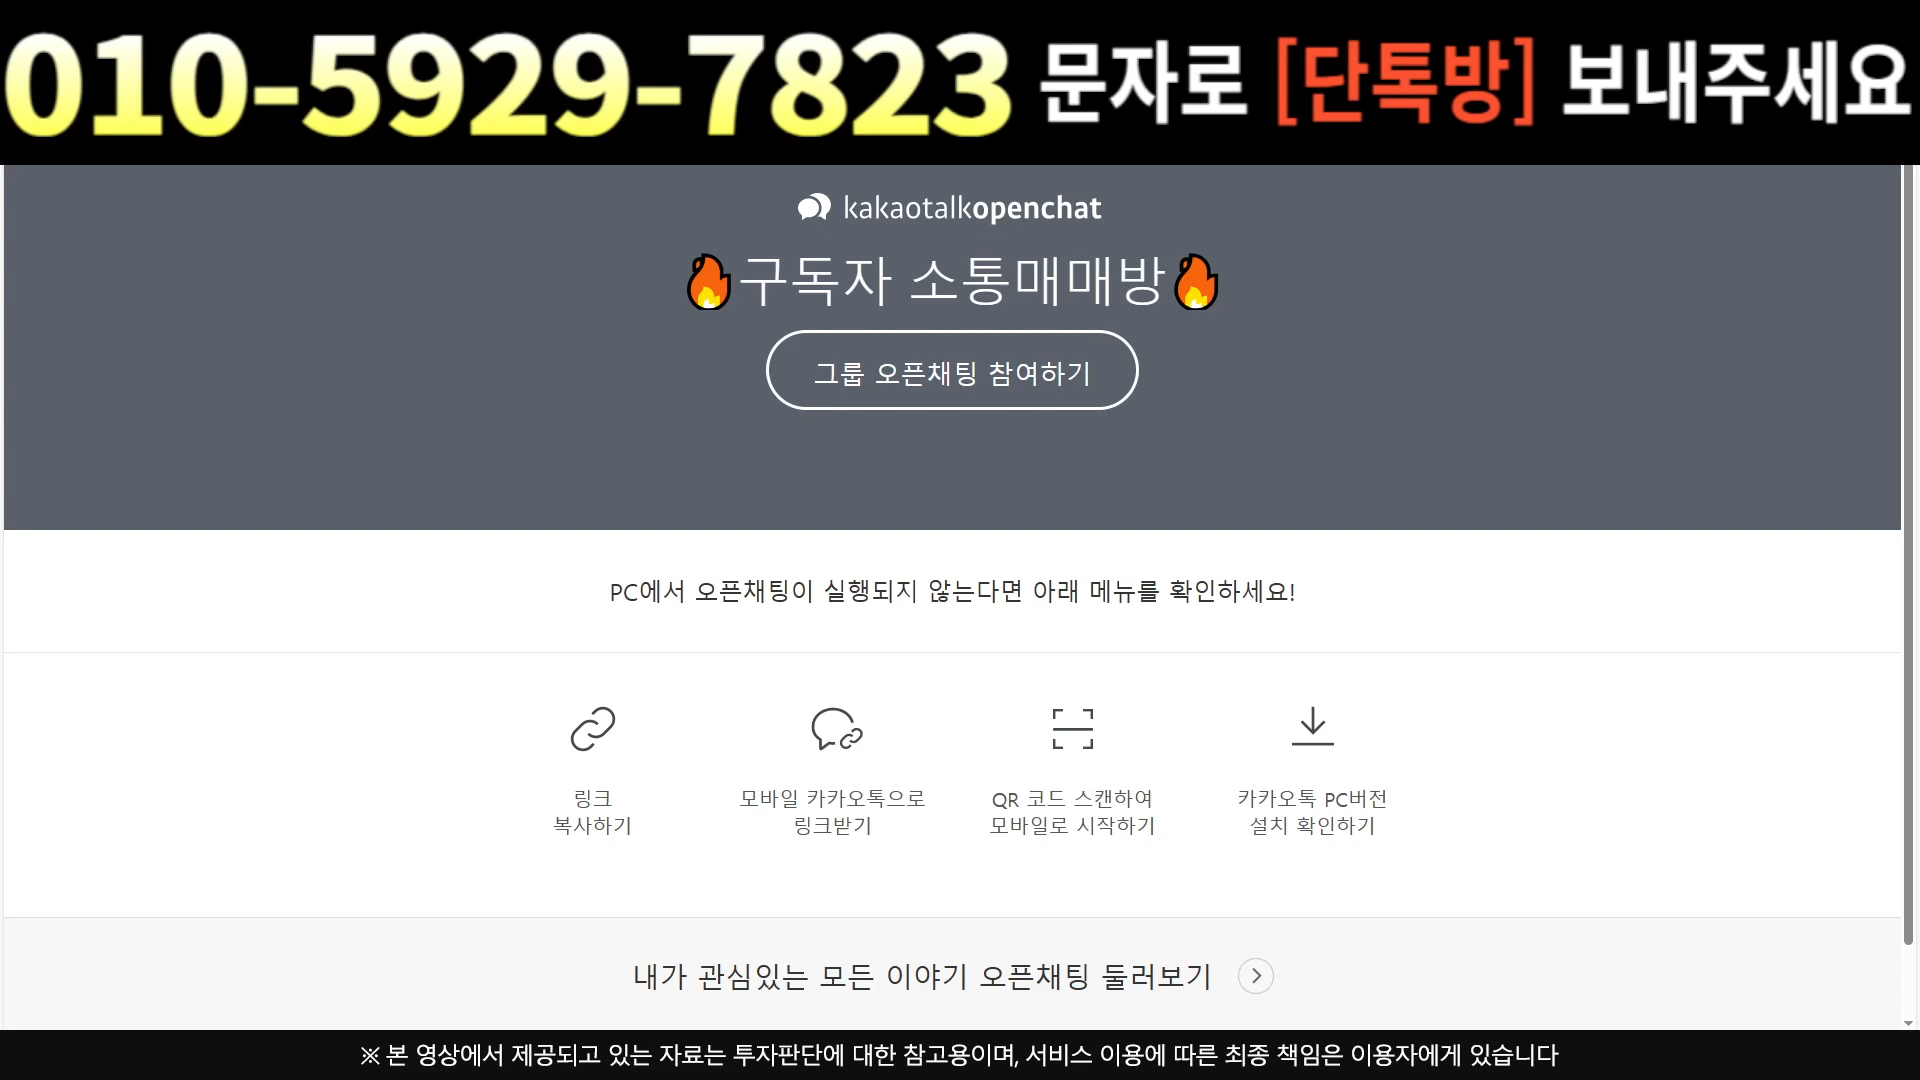 010-5929-7823 문자로 [단톡방] 보내주세요
kakaotalkopenchat
🔥구독자 소통매매방🔥
그룹 오픈채팅 참여하기
PC에서 오픈채팅이 실행되지 않는다면 아래 메뉴를 확인하세요!
링크
복사하기
모바일 카카오톡으로
링크받기
QR 코드 스캔하여
모바일로 시작하기
카카오톡 PC버전
설치 확인하기
내가 관심있는 모든 이야기 오픈채팅 둘러보기
※ 본 영상에서 제공되고 있는 자료는 투자판단에 대한 참고용이며, 서비스 이용에 따른 최종 책임은 이용자에게 있습니다